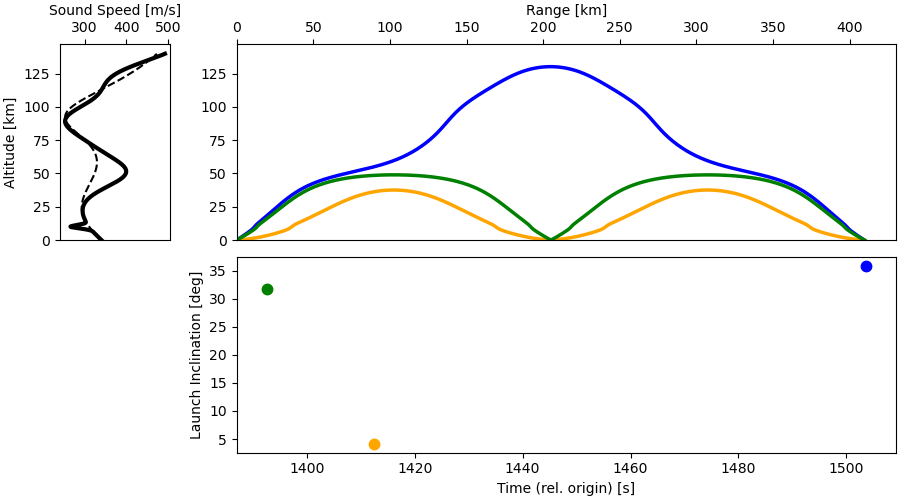 Sound Speed [m/s]
300 400 500
Range [km]
0 50 100 150 200 250 300 350 400
Altitude [km]
125
100
75
50
25
0
125
100
75
50
25
0
Launch Inclination [deg]
35
30
25
20
15
10
5
1400 1420 1440 1460 1480 1500
Time (rel. origin) [s]